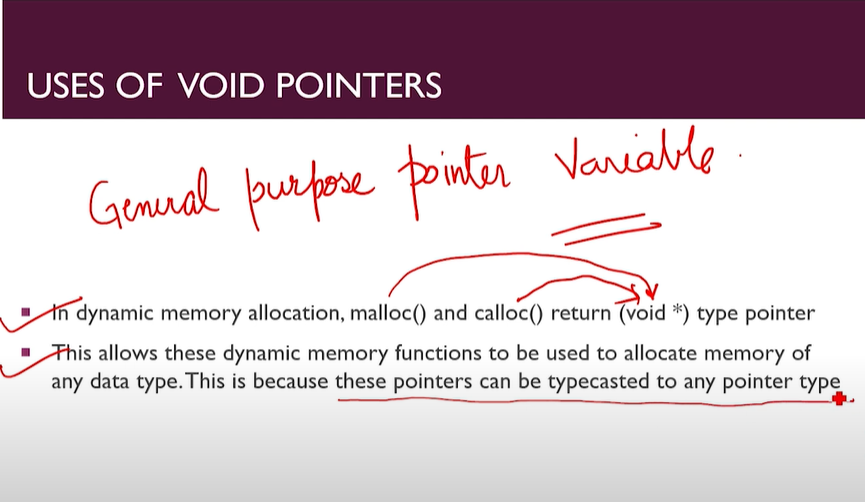 USES OF VOID POINTERS
General purpose pointer Variable.
▪ In dynamic memory allocation, malloc() and calloc() return (void *) type pointer
▪ This allows these dynamic memory functions to be used to allocate memory of
any data type. This is because these pointers can be typecasted to any pointer type